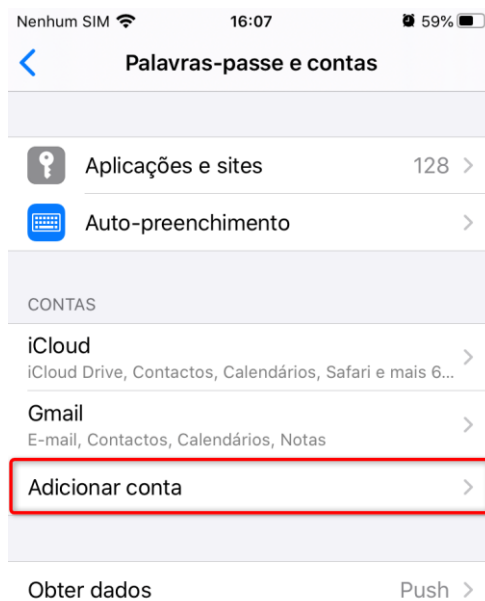 Nenhum SIM 16:07 59%
Palavras-passe e contas
Aplicações e sites 128
Auto-preenchimento
CONTAS
iCloud
iCloud Drive, Contactos, Calendários, Safari e mais 6...
Gmail
E-mail, Contactos, Calendários, Notas
Adicionar conta
Obter dados Push